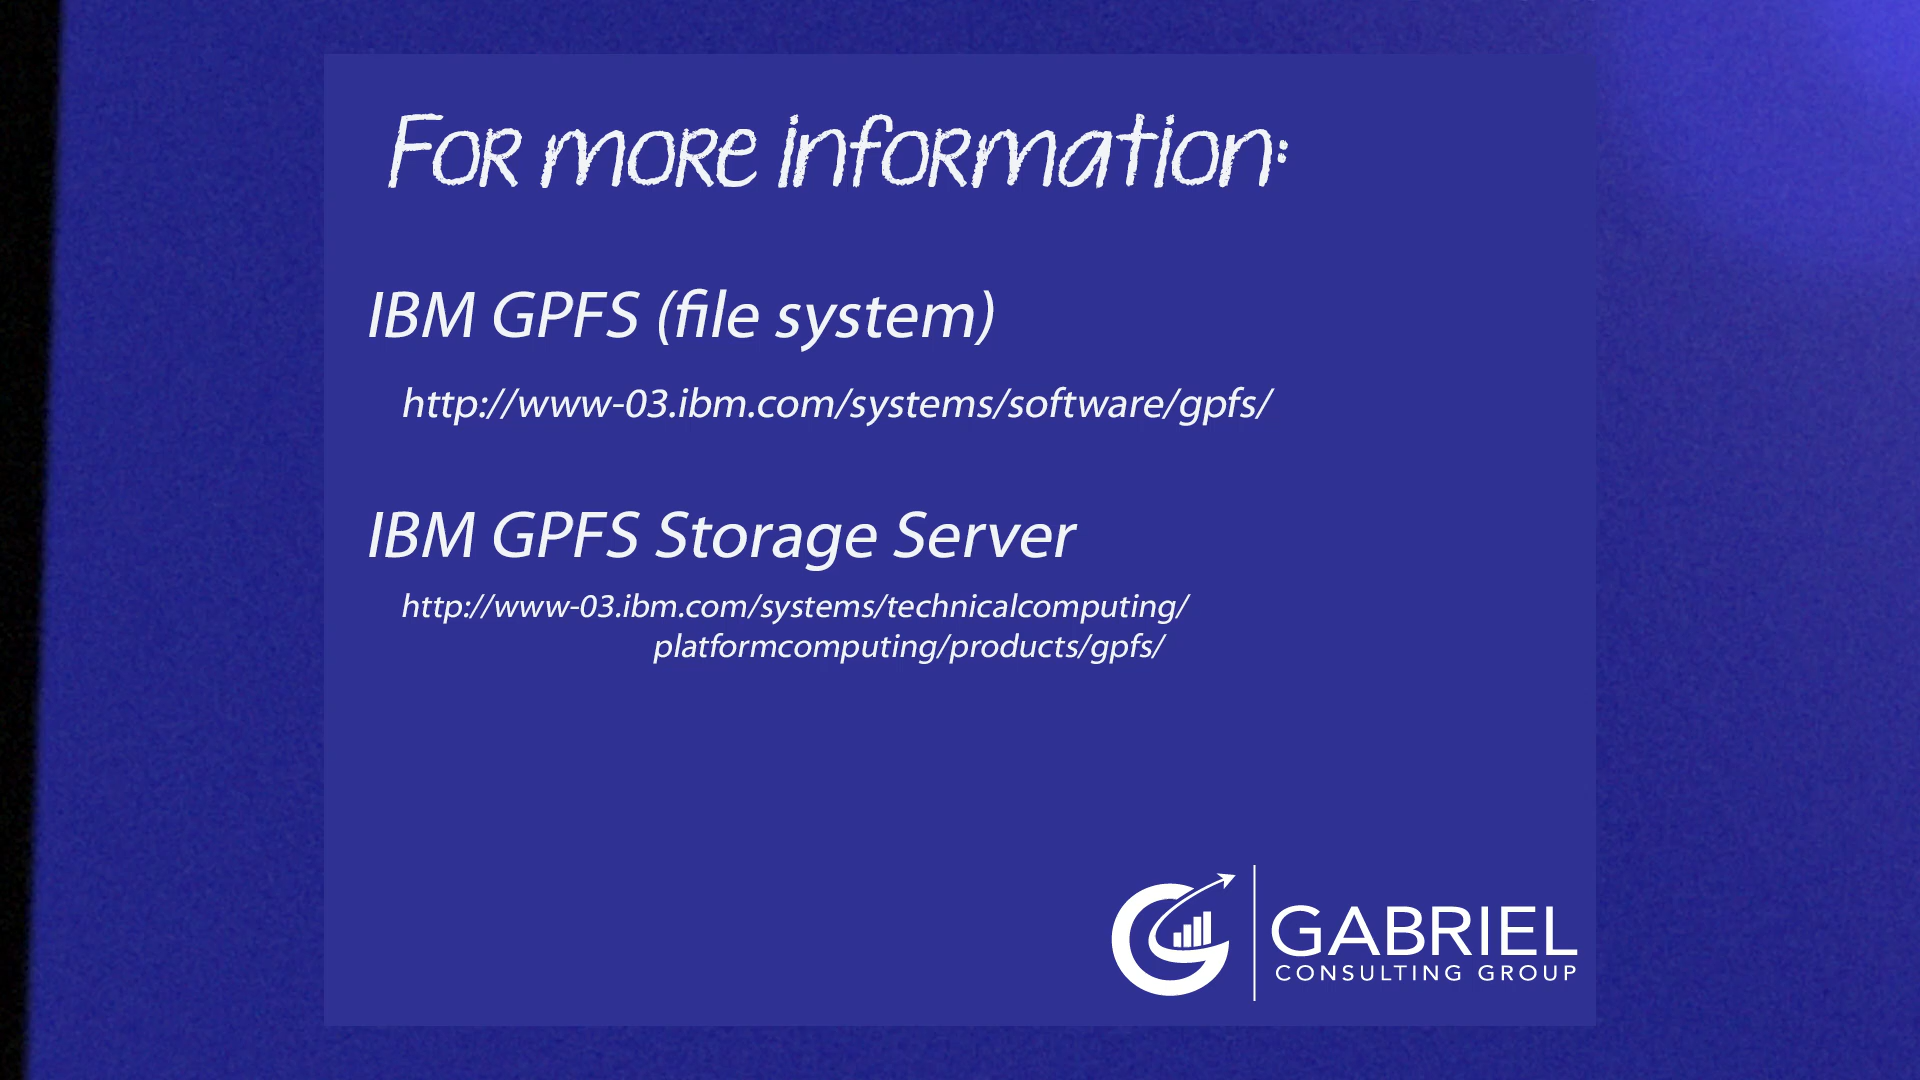 For more information:
IBM GPFS (file system)
http://www-03.ibm.com/systems/software/gpfs/
IBM GPFS Storage Server
http://www-03.ibm.com/systems/technicalcomputing/
platformcomputing/products/gpfs/
GABRIEL
CONSULTING GROUP